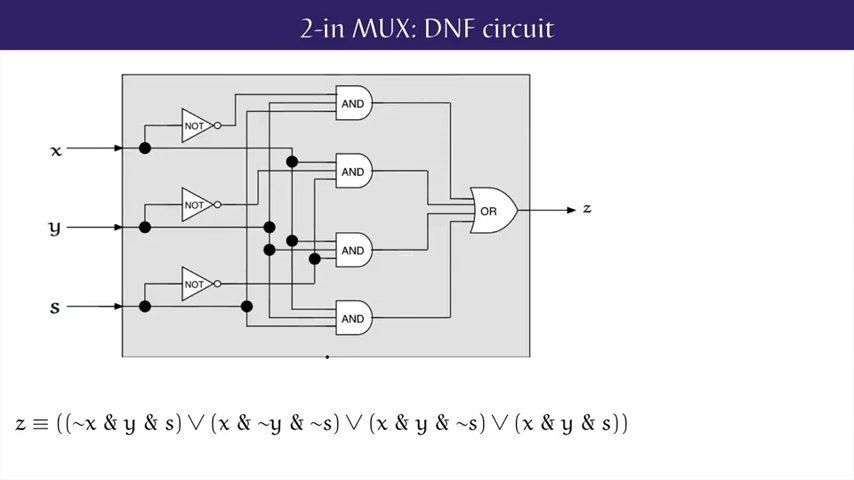 2-in MUX: DNF circuit
AND
NOT
x
AND
NOT
y
OR
z
AND
NOT
s
AND
z ≡ ((~x & y & s) ∨ (x & ~y & ~s) ∨ (x & y & ~s) ∨ (x & y & s))